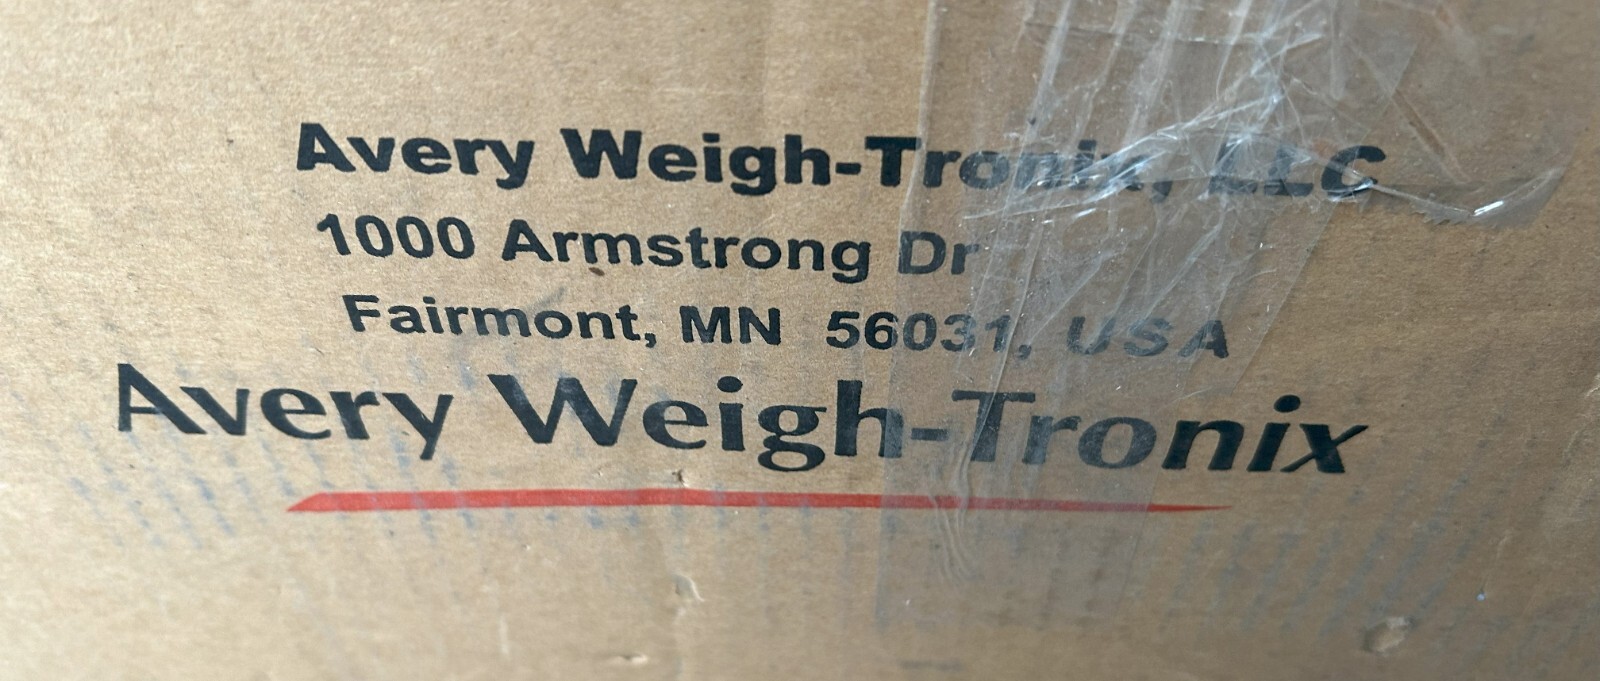 Avery Weigh-Tronix, LLC
1000 Armstrong Dr
Fairmont, MN 56031, USA
Avery Weigh-Tronix